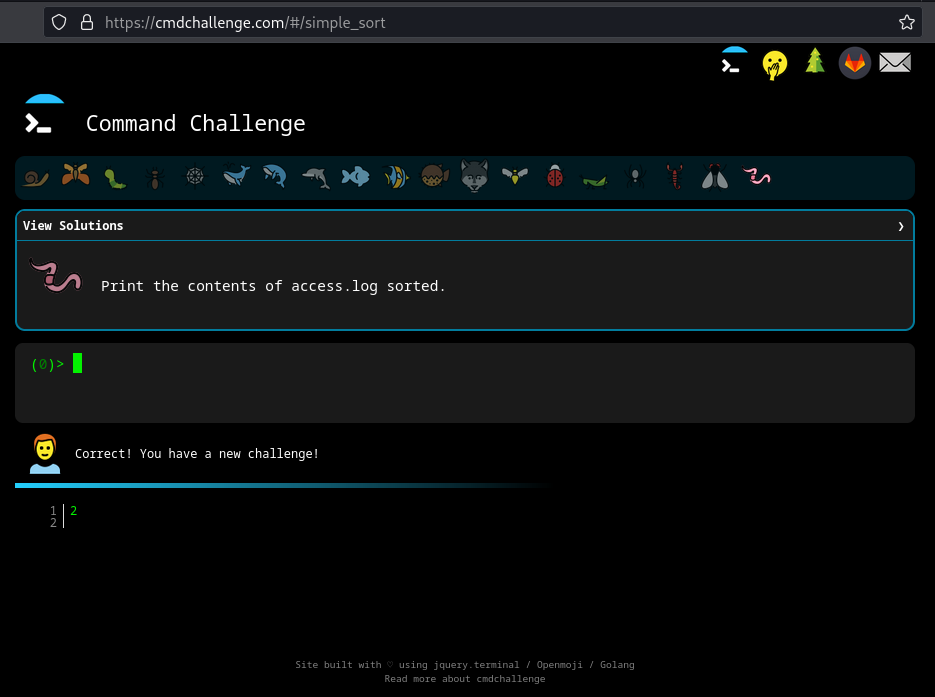 https://cmdchallenge.com/#/simple_sort
Command Challenge
View Solutions ❯
Print the contents of access.log sorted.
(0)>
Correct! You have a new challenge!
1 2
2
Site built with ♡ using jquery.terminal / Openmoji / Golang
Read more about cmdchallenge